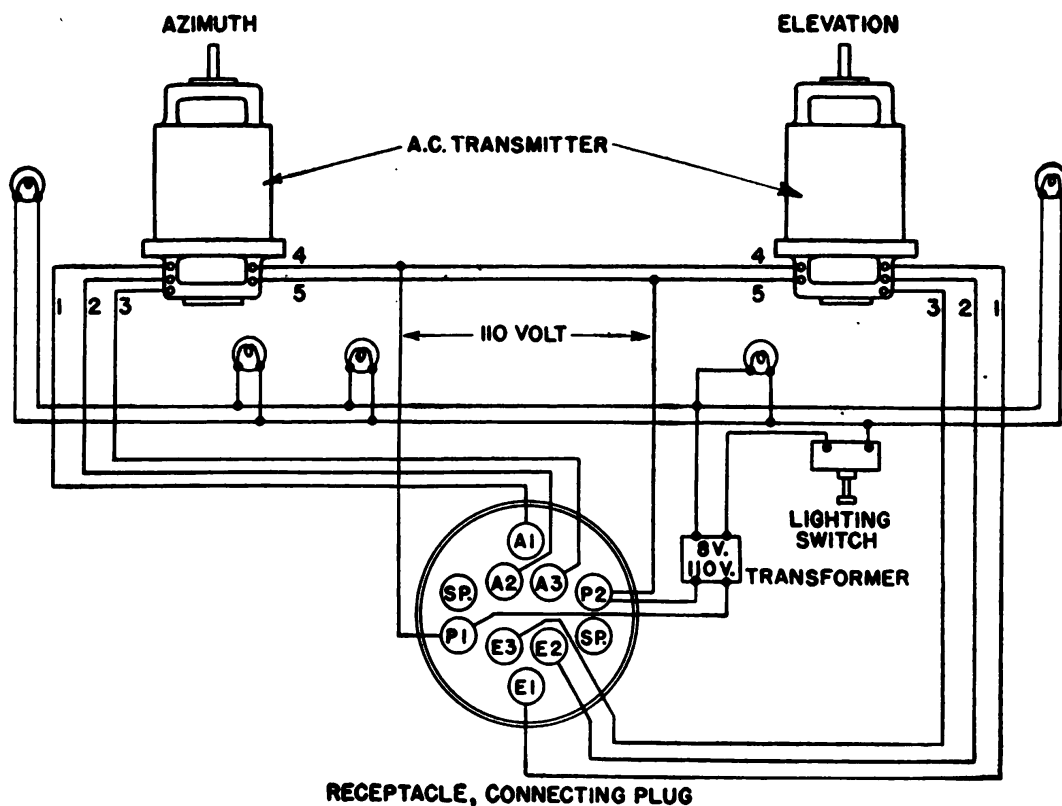 AZIMUTH
ELEVATION
A.C. TRANSMITTER
4
4
5
5
1
2
3
3
2
1
110 VOLT
A1
A2
A3
SP.
P2
P1
E3
E2
SP.
E1
8V.
110V.
TRANSFORMER
LIGHTING
SWITCH
RECEPTACLE, CONNECTING PLUG